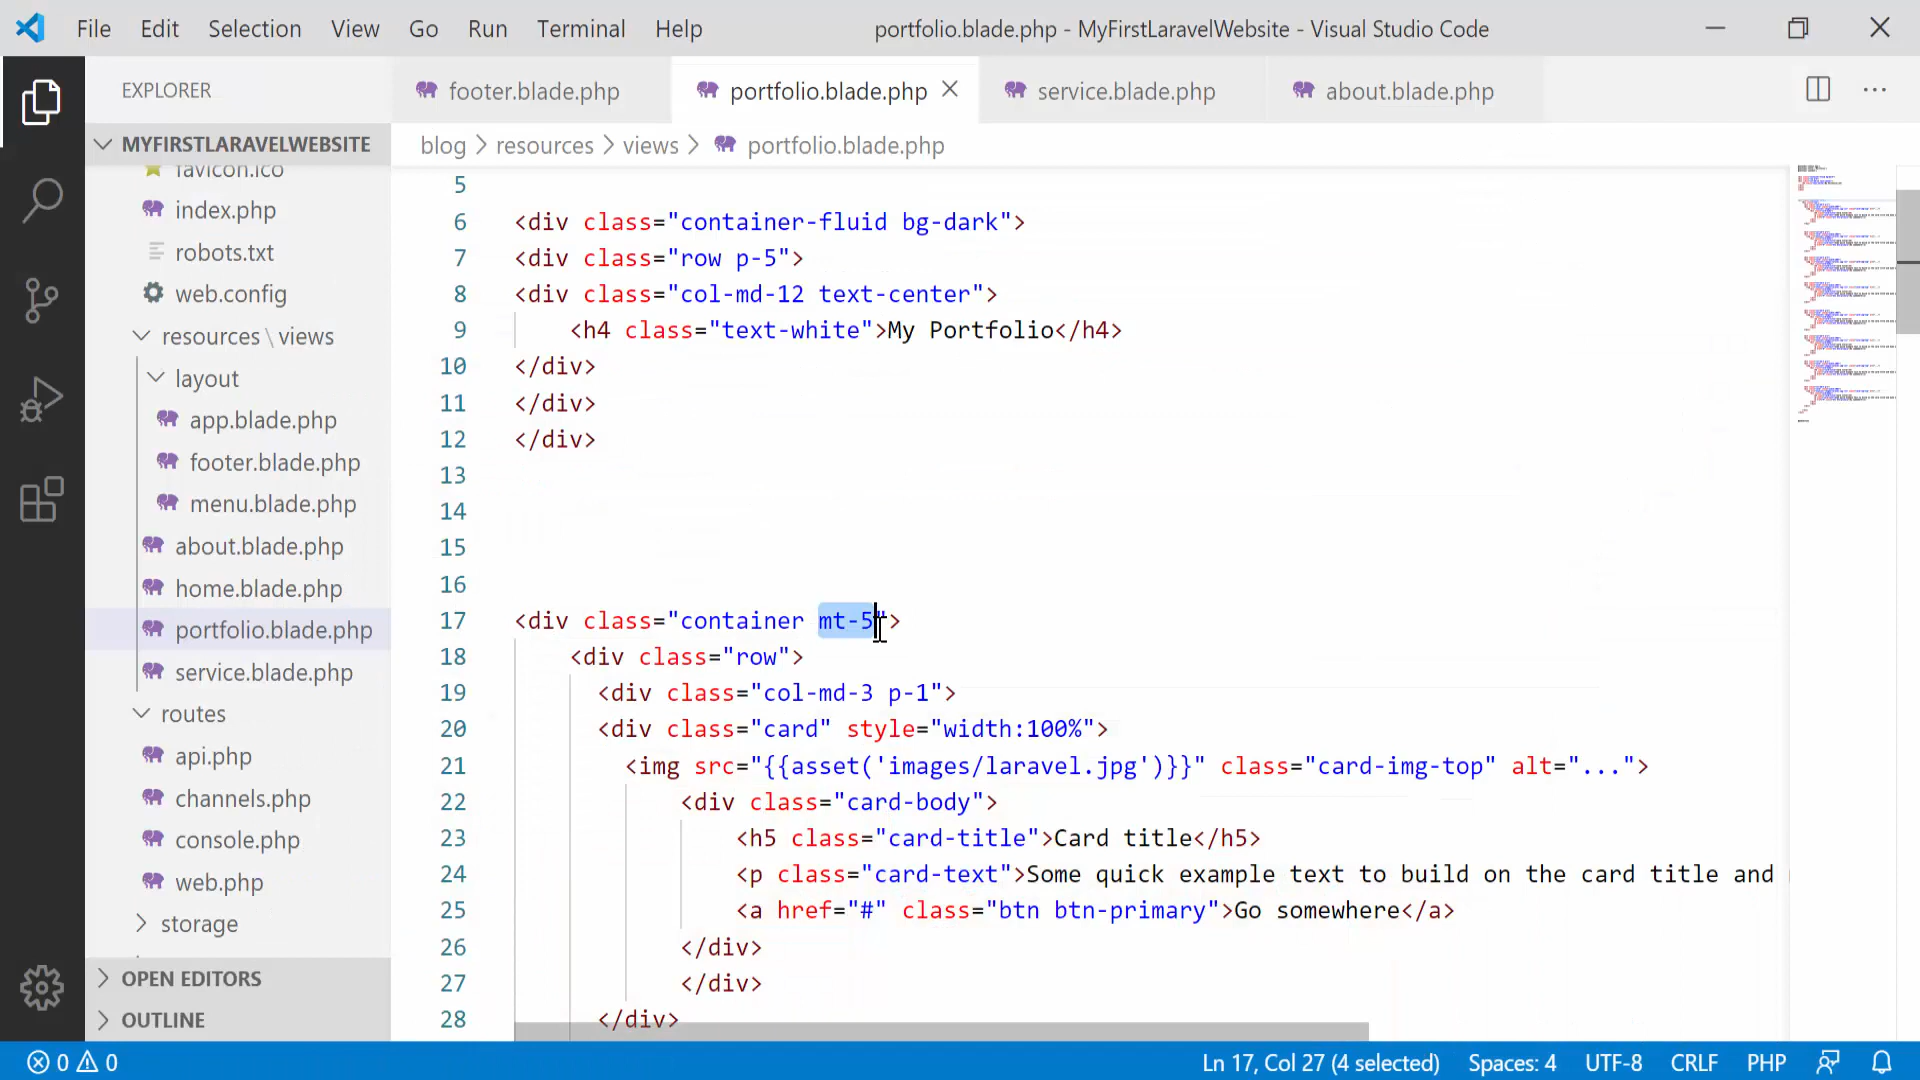 File Edit Selection View Go Run Terminal Help portfolio.blade.php - MyFirstLaravelWebsite - Visual Studio Code
EXPLORER
MYFIRSTLARAVELWEBSITE
favicon.ico
index.php
robots.txt
web.config
resources\views
layout
app.blade.php
footer.blade.php
menu.blade.php
about.blade.php
home.blade.php
portfolio.blade.php
service.blade.php
routes
api.php
channels.php
console.php
web.php
storage
OPEN EDITORS
OUTLINE
footer.blade.php portfolio.blade.php service.blade.php about.blade.php
blog > resources > views > portfolio.blade.php
5
6 <div class="container-fluid bg-dark">
7 <div class="row p-5">
8 <div class="col-md-12 text-center">
9 <h4 class="text-white">My Portfolio</h4>
10 </div>
11 </div>
12 </div>
13
14
15
16
17 <div class="container mt-5">
18 <div class="row">
19 <div class="col-md-3 p-1">
20 <div class="card" style="width:100%">
21 <img src="{{asset('images/laravel.jpg')}}" class="card-img-top" alt="...">
22 <div class="card-body">
23 <h5 class="card-title">Card title</h5>
24 <p class="card-text">Some quick example text to build on the card title and
25 <a href="#" class="btn btn-primary">Go somewhere</a>
26 </div>
27 </div>
28 </div>
0 0 Ln 17, Col 27 (4 selected) Spaces: 4 UTF-8 CRLF PHP